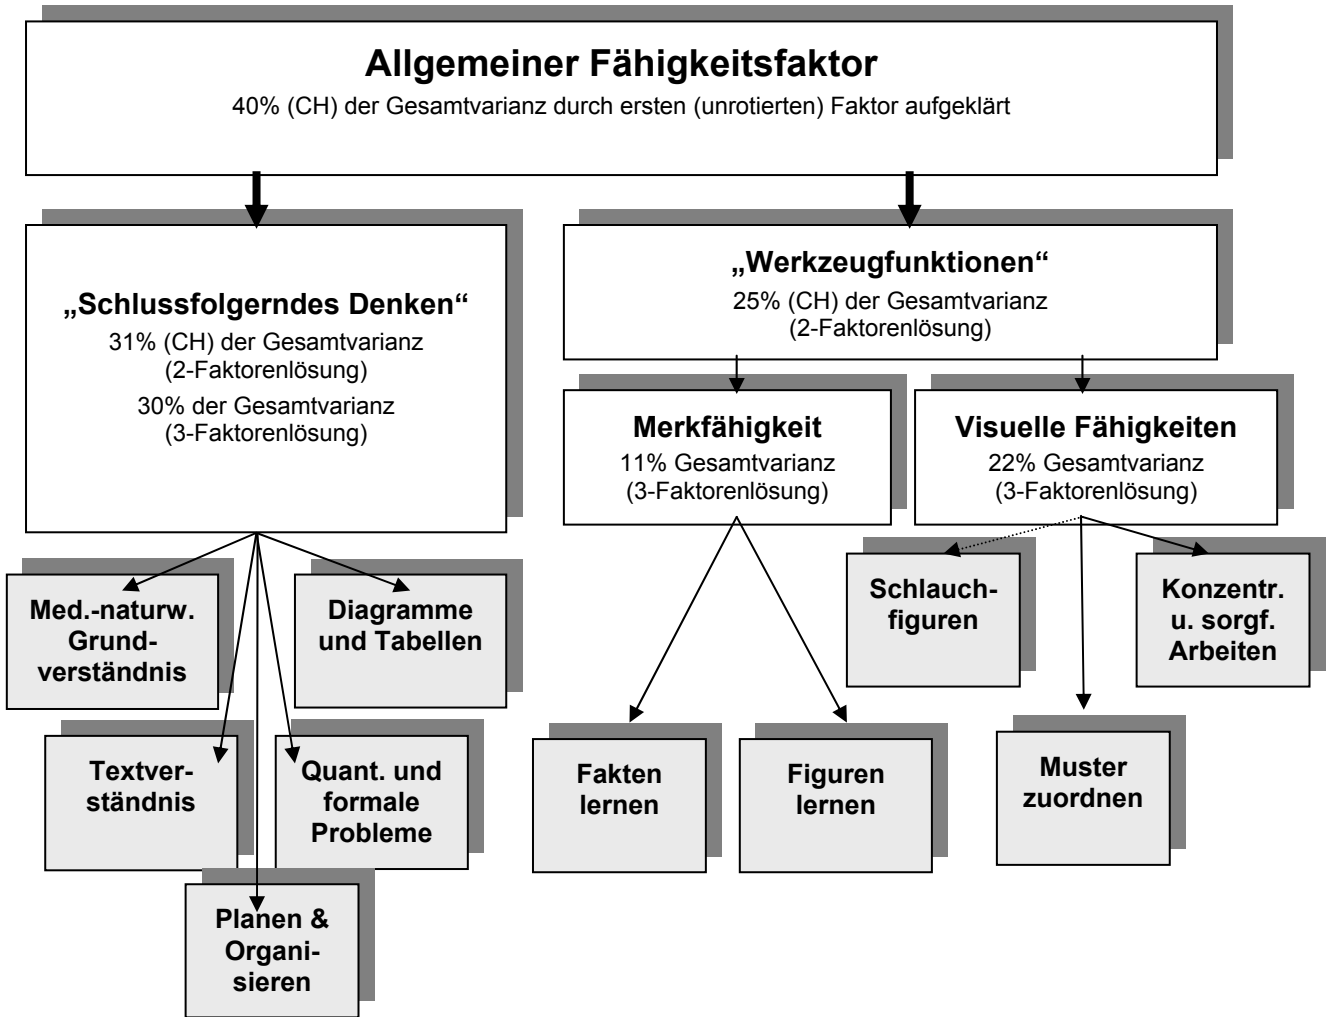 Allgemeiner Fähigkeitsfaktor
40% (CH) der Gesamtvarianz durch ersten (unrotierten) Faktor aufgeklärt
„Schlussfolgerndes Denken“
31% (CH) der Gesamtvarianz
(2-Faktorenlösung)
30% der Gesamtvarianz
(3-Faktorenlösung)
„Werkzeugfunktionen“
25% (CH) der Gesamtvarianz
(2-Faktorenlösung)
Merkfähigkeit
11% Gesamtvarianz
(3-Faktorenlösung)
Visuelle Fähigkeiten
22% Gesamtvarianz
(3-Faktorenlösung)
Med.-naturw.
Grund-
verständnis
Diagramme
und Tabellen
Schlauch-
figuren
Konzentr.
u. sorgf.
Arbeiten
Textver-
ständnis
Quant. und
formale
Probleme
Fakten
lernen
Figuren
lernen
Muster
zuordnen
Planen &
Organi-
sieren